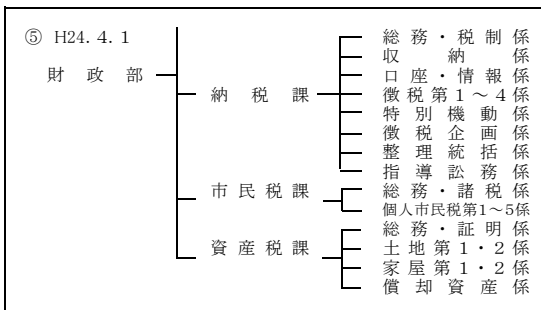 ⑤ H24.4.1
財政部
納税課
総務・税制係
収納係
口座・情報係
徴税第1～4係
特別機動係
徴税企画係
整理統括係
指導訟務係
市民税課
総務・諸税係
個人市民税第1～5係
資産税課
総務・証明係
土地第1・2係
家屋第1・2係
償却資産係